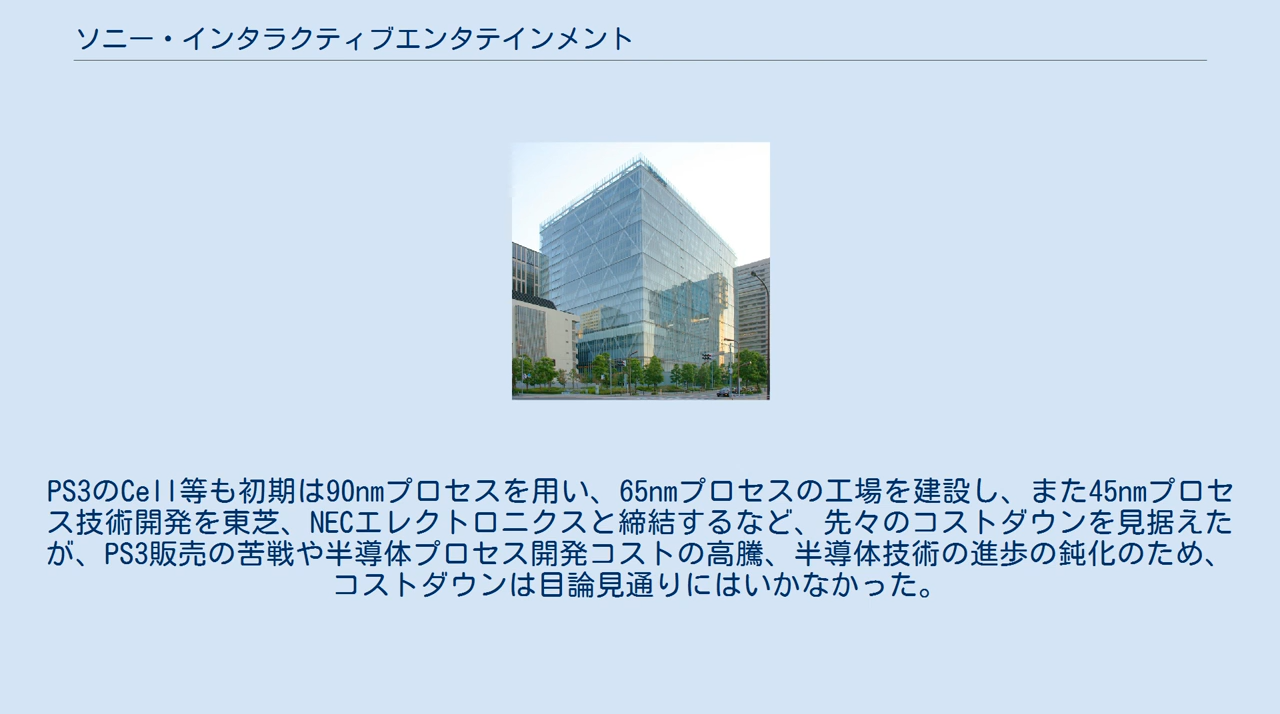 ソニー・インタラクティブエンタテインメント
PS3のCell等も初期は90nmプロセスを用い、65nmプロセスの工場を建設し、また45nmプロセ
ス技術開発を東芝、NECエレクトロニクスと締結するなど、先々のコストダウンを見据えた
が、PS3販売の苦戦や半導体プロセス開発コストの高騰、半導体技術の進歩の鈍化のため、
コストダウンは目論見通りにはいかなかった。